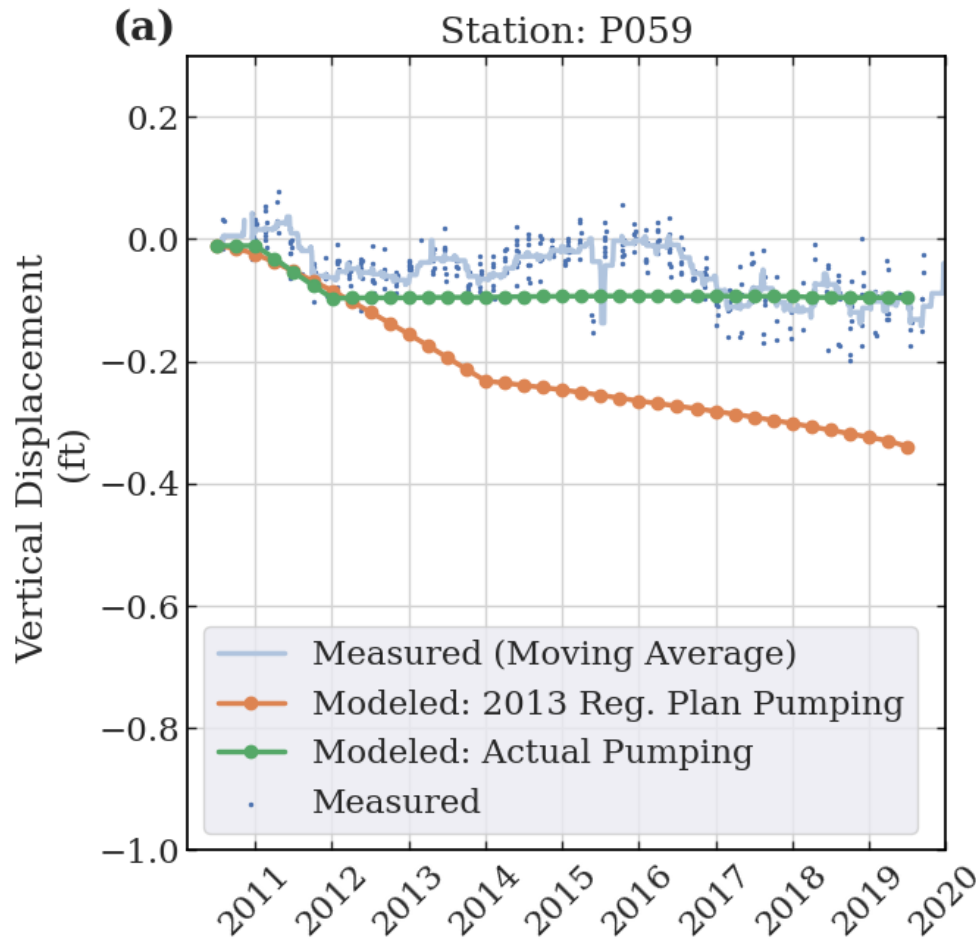 (a)
Station: P059
Vertical Displacement
(ft)
0.2
0.0
−0.2
−0.4
−0.6
−0.8
−1.0
Measured (Moving Average)
Modeled: 2013 Reg. Plan Pumping
Modeled: Actual Pumping
Measured
2011
2012
2013
2014
2015
2016
2017
2018
2019
2020